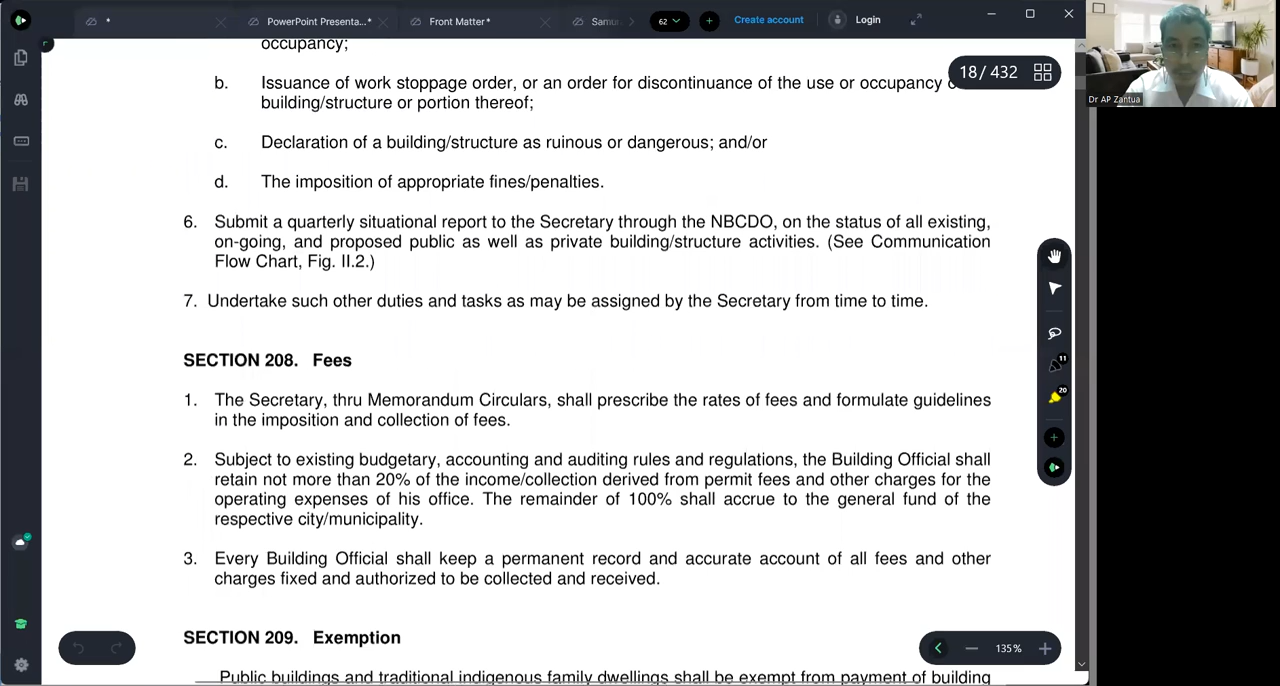 *
PowerPoint Presenta...*
Front Matter*
Samu
62
Create account
Login
Dr AP Zantua
18 / 432
occupancy;
b. Issuance of work stoppage order, or an order for discontinuance of the use or occupancy
building/structure or portion thereof;
c. Declaration of a building/structure as ruinous or dangerous; and/or
d. The imposition of appropriate fines/penalties.
6. Submit a quarterly situational report to the Secretary through the NBCDO, on the status of all existing,
on-going, and proposed public as well as private building/structure activities. (See Communication
Flow Chart, Fig. II.2.)
7. Undertake such other duties and tasks as may be assigned by the Secretary from time to time.
SECTION 208. Fees
1. The Secretary, thru Memorandum Circulars, shall prescribe the rates of fees and formulate guidelines
in the imposition and collection of fees.
2. Subject to existing budgetary, accounting and auditing rules and regulations, the Building Official shall
retain not more than 20% of the income/collection derived from permit fees and other charges for the
operating expenses of his office. The remainder of 100% shall accrue to the general fund of the
respective city/municipality.
3. Every Building Official shall keep a permanent record and accurate account of all fees and other
charges fixed and authorized to be collected and received.
SECTION 209. Exemption
Public buildings and traditional indigenous family dwellings shall be exempt from payment of building
11
20
135%